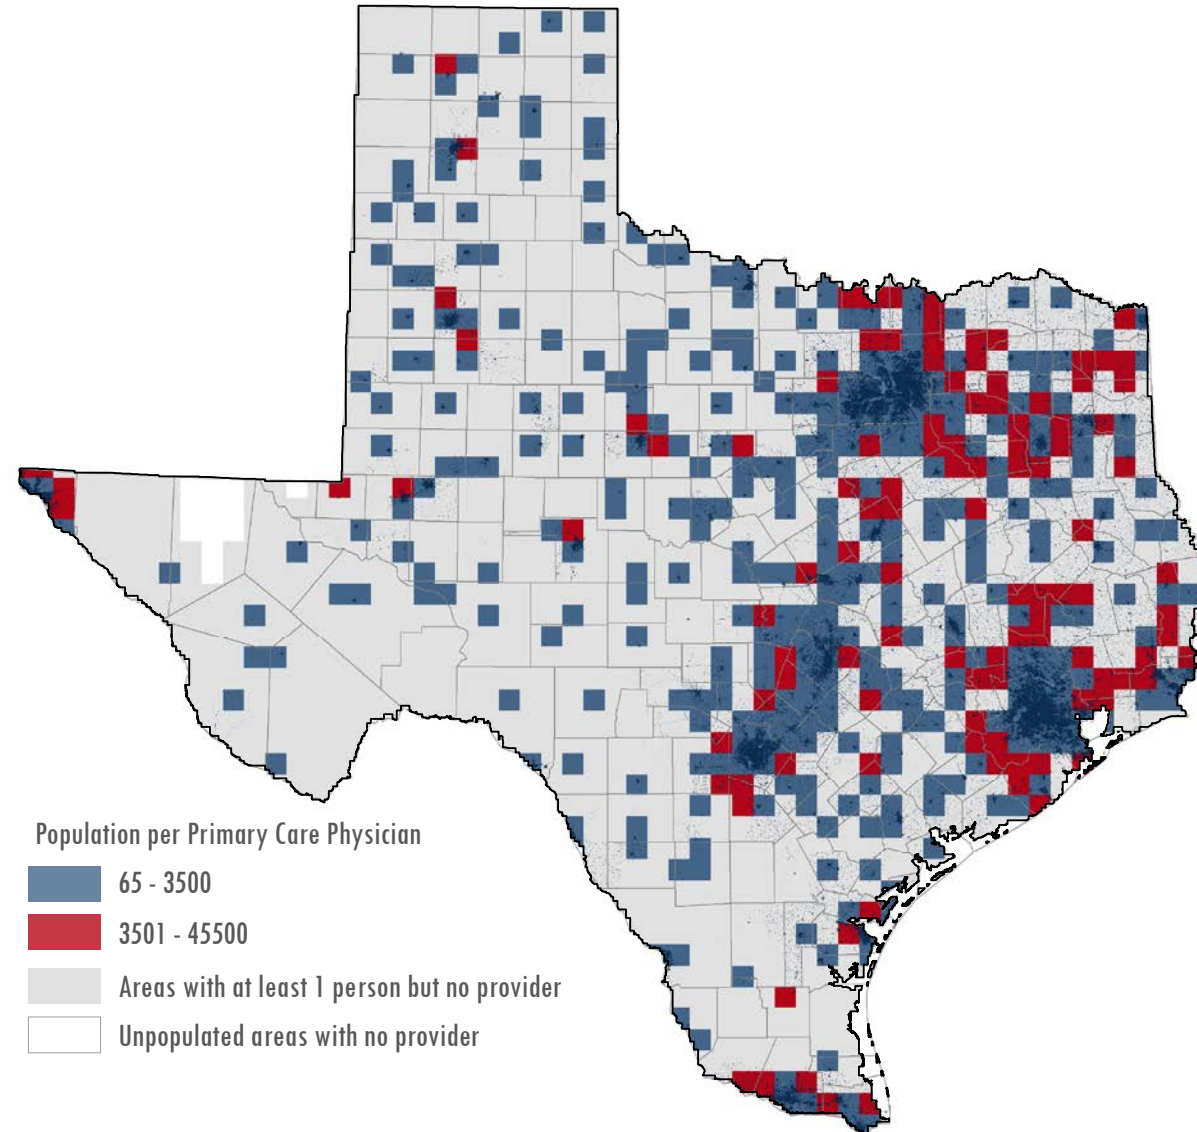 Population per Primary Care Physician
65 - 3500
3501 - 45500
Areas with at least 1 person but no provider
Unpopulated areas with no provider